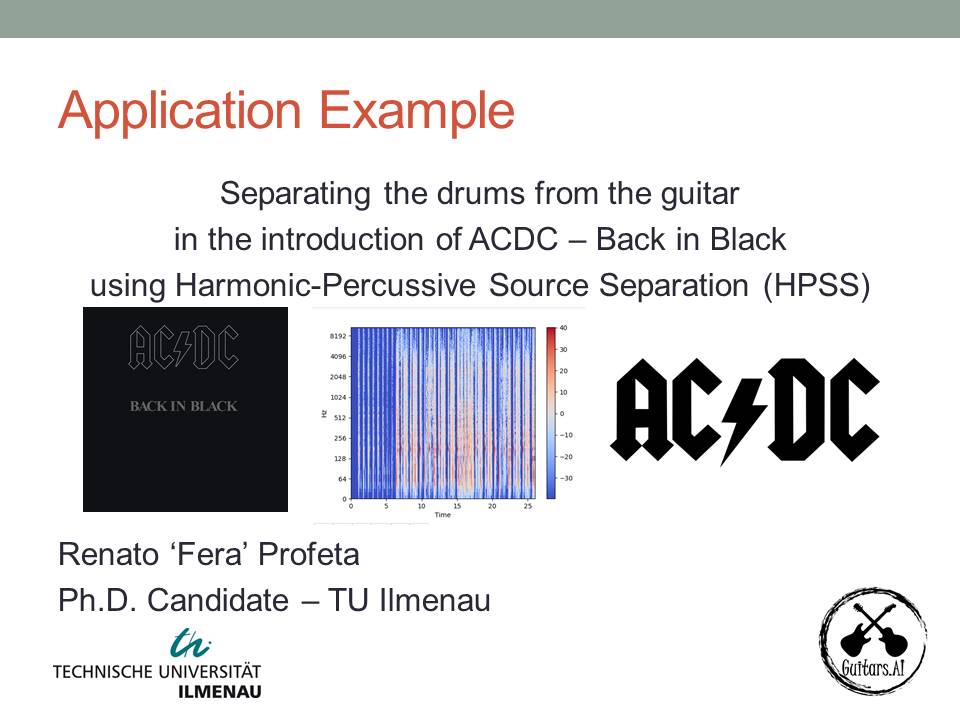 Application Example
Separating the drums from the guitar
in the introduction of ACDC – Back in Black
using Harmonic-Percussive Source Separation (HPSS)
AC DC
BACK IN BLACK
8192
4096
2048
1024
512
256
128
64
0
Hz
0 5 10 15 20 25
Time
40
30
20
10
0
−10
−20
−30
AC DC
Renato ‘Fera’ Profeta
Ph.D. Candidate – TU Ilmenau
th
TECHNISCHE UNIVERSITÄT
ILMENAU
Guitars.AI